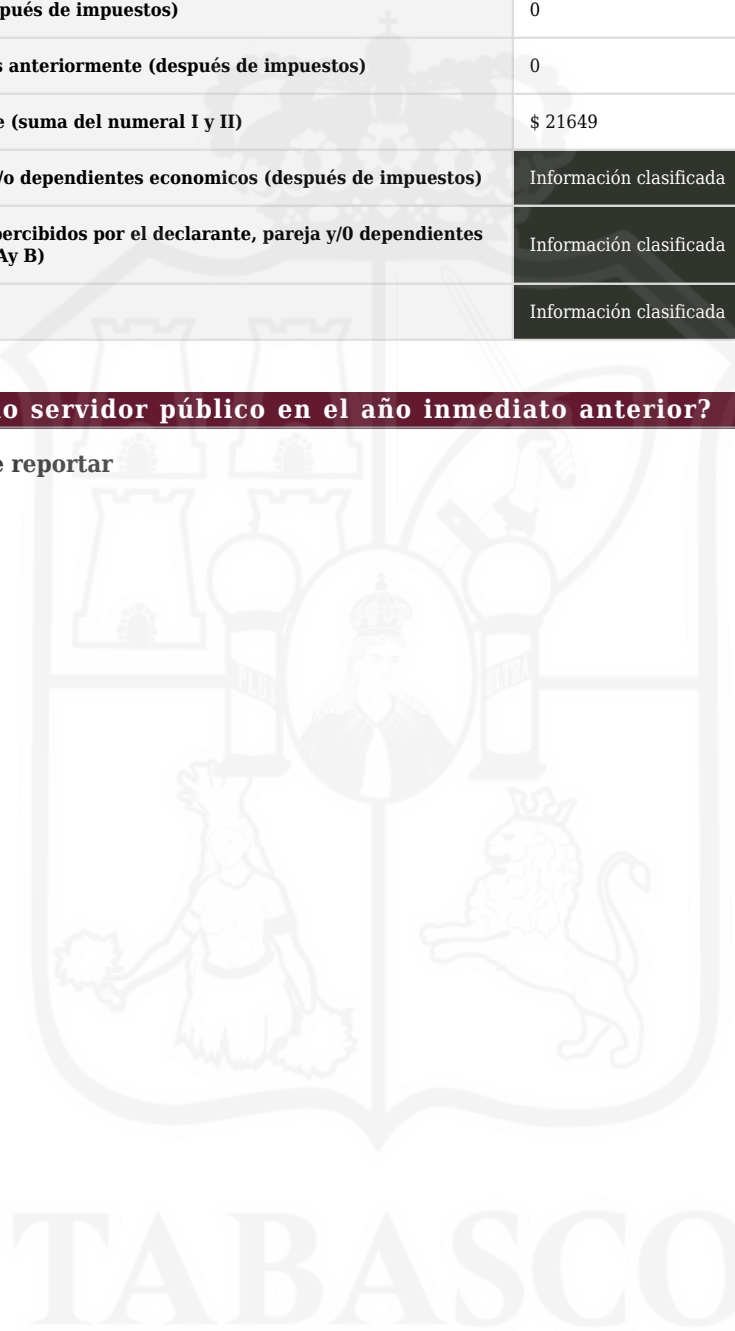 pués de impuestos)
0
s anteriormente (después de impuestos)
0
e (suma del numeral I y II)
$ 21649
/o dependientes economicos (después de impuestos)
Información clasificada
percibidos por el declarante, pareja y/0 dependientes
Ay B)
Información clasificada
Información clasificada
o servidor público en el año inmediato anterior?
e reportar
PLUS
ULTRA
TABASCO